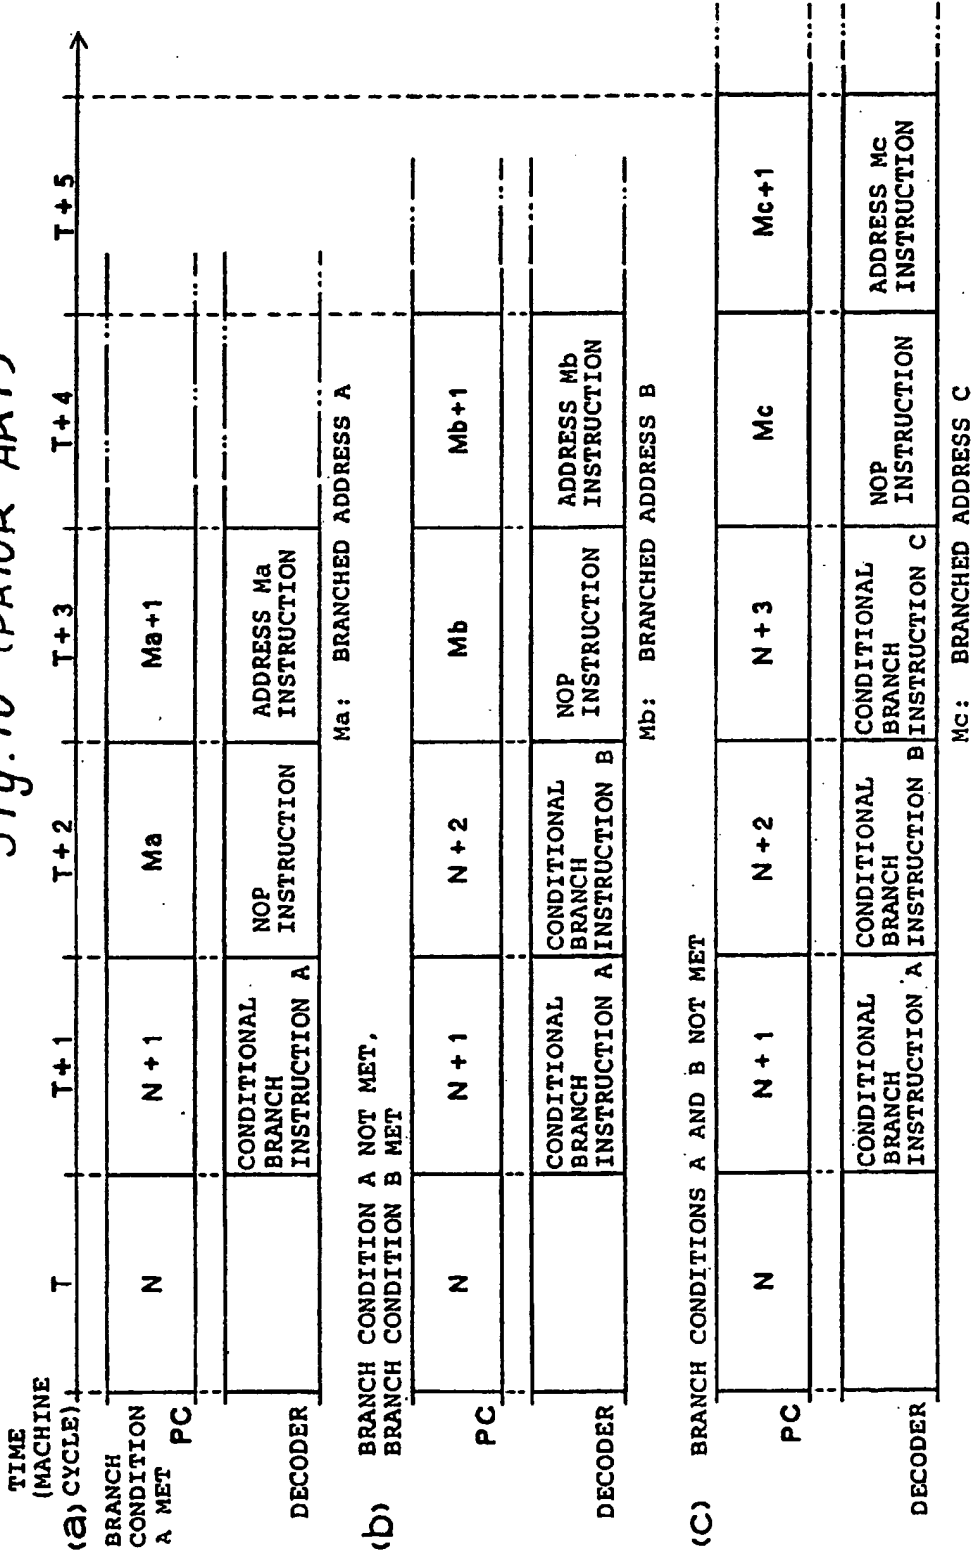 Fig. 10 (PRIOR ART)
TIME
(MACHINE
CYCLE)
T T+1 T+2 T+3 T+4 T+5
(a)
BRANCH
CONDITION
A MET
PC
N N+1 Ma Ma+1
DECODER
CONDITIONAL
BRANCH
INSTRUCTION A
NOP
INSTRUCTION
ADDRESS Ma
INSTRUCTION
Ma: BRANCHED ADDRESS A
(b)
BRANCH CONDITION A NOT MET,
BRANCH CONDITION B MET
PC
N N+1 N+2 Mb Mb+1
DECODER
CONDITIONAL
BRANCH
INSTRUCTION A
CONDITIONAL
BRANCH
INSTRUCTION B
NOP
INSTRUCTION
ADDRESS Mb
INSTRUCTION
Mb: BRANCHED ADDRESS B
(C)
BRANCH CONDITIONS A AND B NOT MET
PC
N N+1 N+2 N+3 Mc Mc+1
DECODER
CONDITIONAL
BRANCH
INSTRUCTION A
CONDITIONAL
BRANCH
INSTRUCTION B
CONDITIONAL
BRANCH
INSTRUCTION C
NOP
INSTRUCTION
ADDRESS Mc
INSTRUCTION
Mc: BRANCHED ADDRESS C